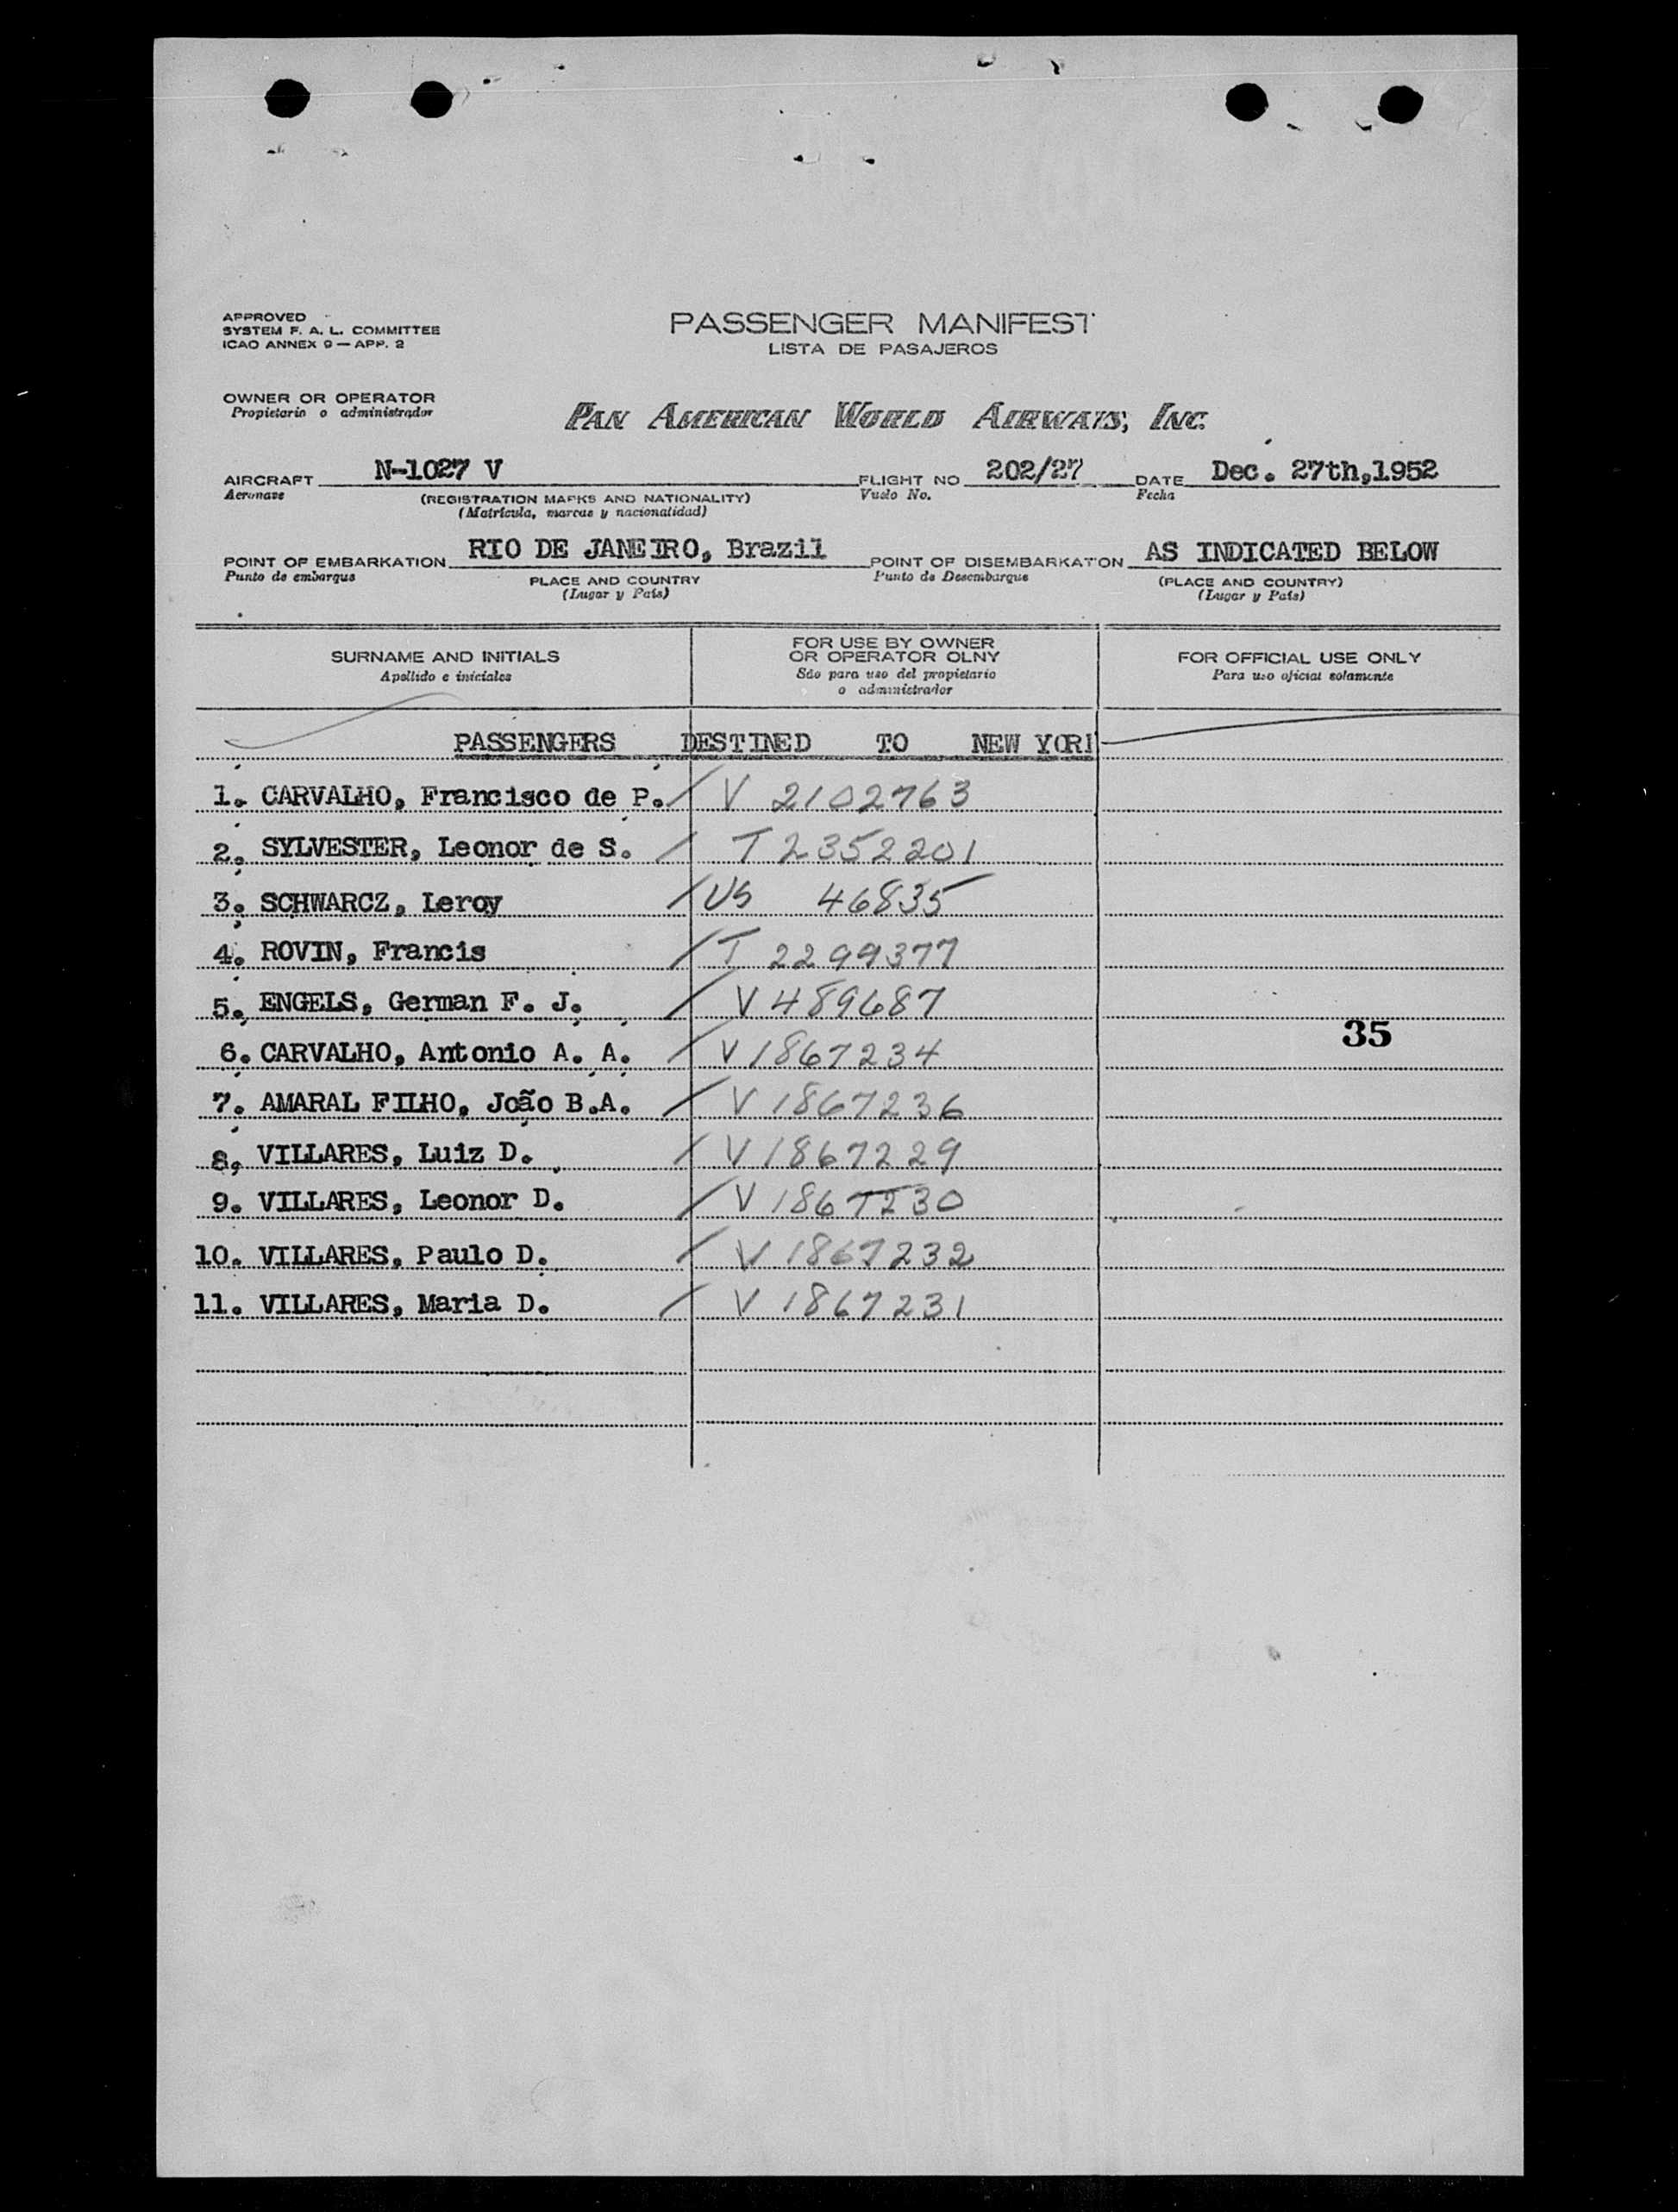 APPROVED
SYSTEM F. A. L. COMMITTEE
ICAO ANNEX 9 — APP. 2
PASSENGER MANIFEST
LISTA DE PASAJEROS
OWNER OR OPERATOR
Propietario o administrador
PAN AMERICAN WORLD AIRWAYS, INC.
AIRCRAFT N-1027 V FLIGHT NO 202/27 DATE Dec. 27th,1952
Aeronave (REGISTRATION MARKS AND NATIONALITY) Vuelo No. Fecha
(Matrícula, marcas y nacionalidad)
POINT OF EMBARKATION RIO DE JANEIRO, Brazil POINT OF DISEMBARKATION AS INDICATED BELOW
Punto de embarque PLACE AND COUNTRY Punto de Desembarque (PLACE AND COUNTRY)
(Lugar y País) (Lugar y País)
SURNAME AND INITIALS
Apellido e iniciales
FOR USE BY OWNER
OR OPERATOR OLNY
Sáo para uso del propietario
o administrador
FOR OFFICIAL USE ONLY
Para uso oficial solamente
PASSENGERS DESTINED TO NEW YORK
1. CARVALHO, Francisco de P. / V 2102763
2. SYLVESTER, Leonor de S. / T 2352201
3. SCHWARCZ, Leroy / US 46835
4. ROVIN, Francis / T 2299377
5. ENGELS, German F. J. / V 489687
35
6. CARVALHO, Antonio A. A. / V 1867234
7. AMARAL FILHO, João B.A. / V 1867236
8, VILLARES, Luiz D. / V 1867229
9. VILLARES, Leonor D. / V 1867230
10. VILLARES, Paulo D. / V 1867232
11. VILLARES, Maria D. / V 1867231